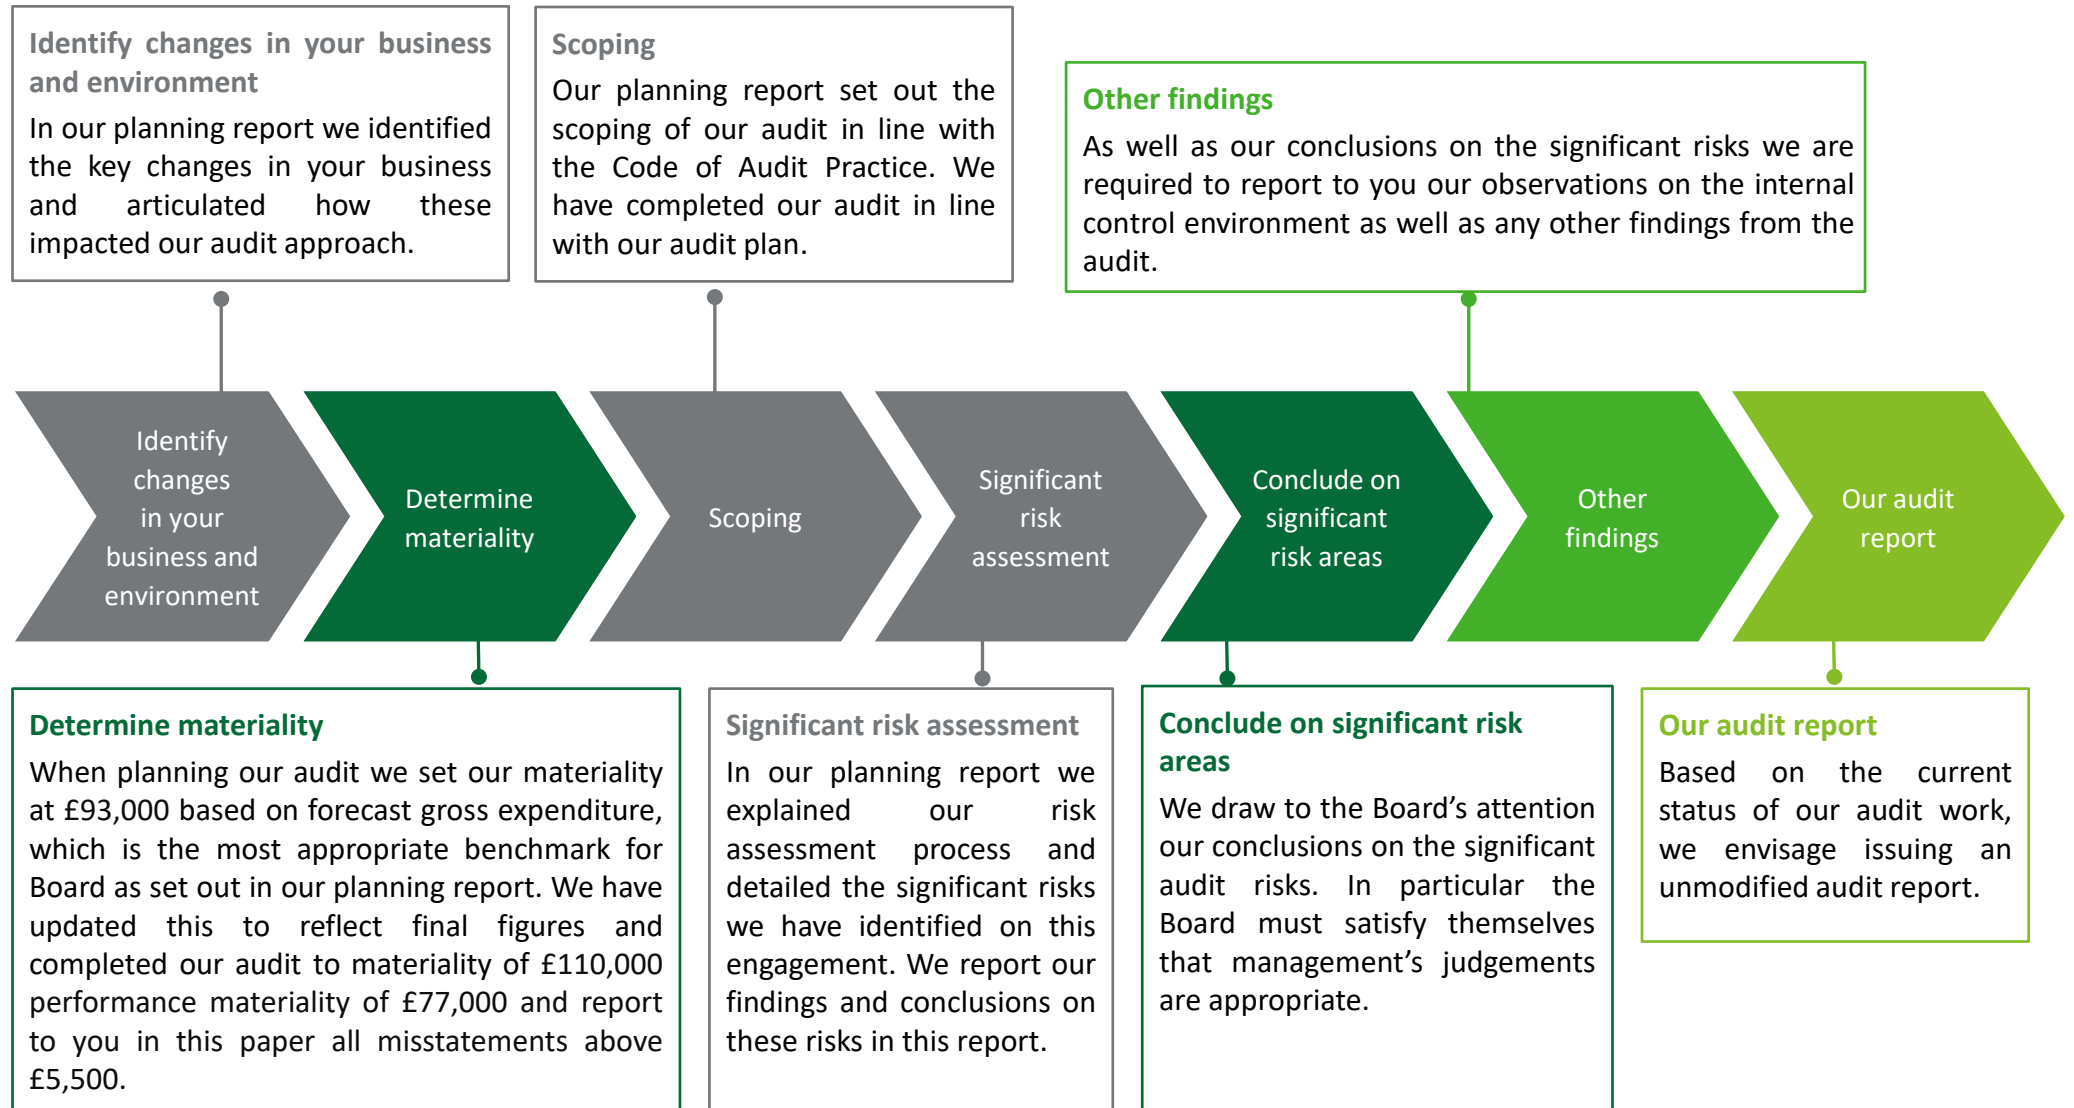 Identify changes in your business
and environment
In our planning report we identified
the key changes in your business
and articulated how these
impacted our audit approach.
Scoping
Our planning report set out the
scoping of our audit in line with
the Code of Audit Practice. We
have completed our audit in line
with our audit plan.
Other findings
As well as our conclusions on the significant risks we are
required to report to you our observations on the internal
control environment as well as any other findings from the
audit.
Identify
changes
in your
business and
environment
Determine
materiality
Scoping
Significant
risk
assessment
Conclude on
significant
risk areas
Other
findings
Our audit
report
Determine materiality
When planning our audit we set our materiality
at £93,000 based on forecast gross expenditure,
which is the most appropriate benchmark for
Board as set out in our planning report. We have
updated this to reflect final figures and
completed our audit to materiality of £110,000
performance materiality of £77,000 and report
to you in this paper all misstatements above
£5,500.
Significant risk assessment
In our planning report we
explained our risk
assessment process and
detailed the significant risks
we have identified on this
engagement. We report our
findings and conclusions on
these risks in this report.
Conclude on significant risk
areas
We draw to the Board's attention
our conclusions on the significant
audit risks. In particular the
Board must satisfy themselves
that management's judgements
are appropriate.
Our audit report
Based on the current
status of our audit work,
we envisage issuing an
unmodified audit report.